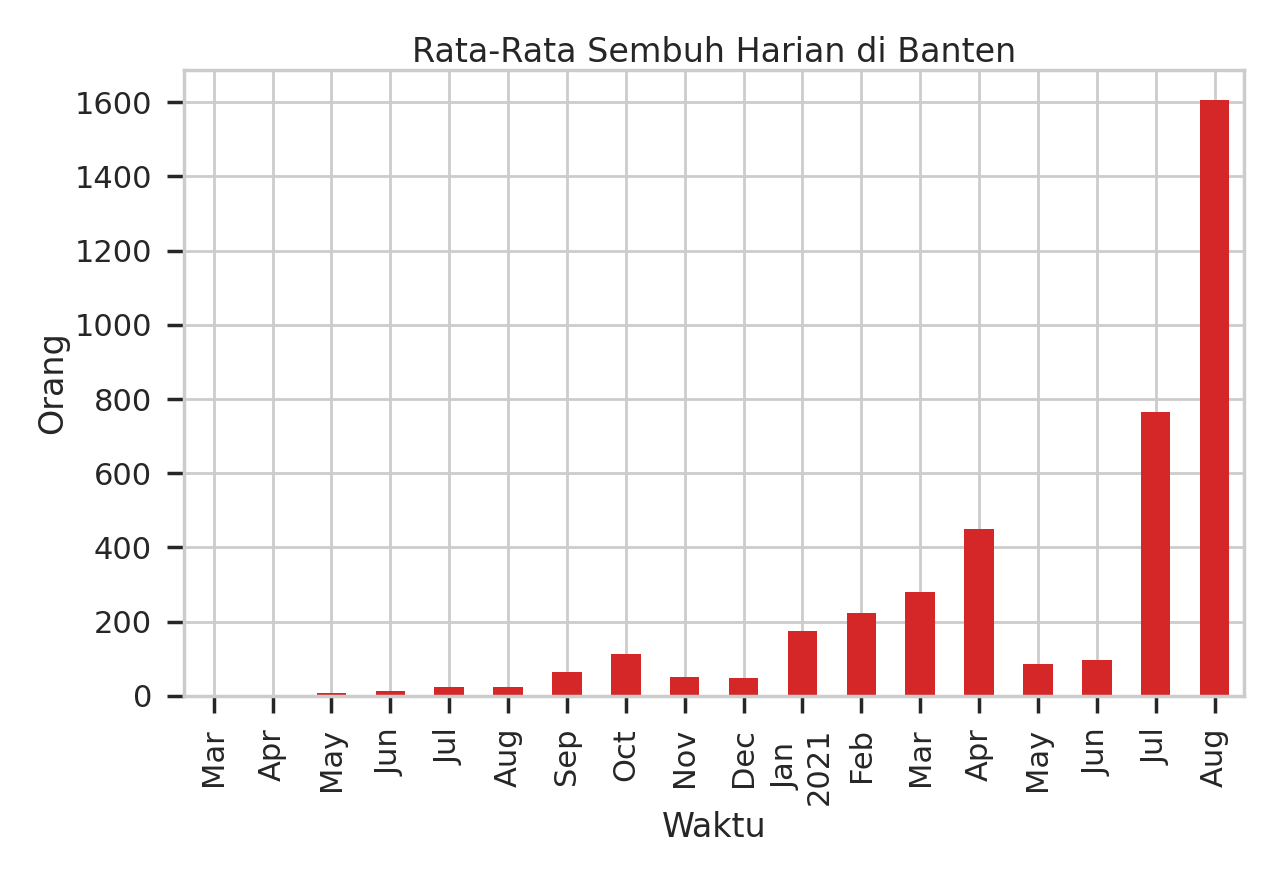 Rata-Rata Sembuh Harian di Banten
1600
1400
1200
1000
800
600
400
200
0
Orang
Mar
Apr
May
Jun
Jul
Aug
Sep
Oct
Nov
Dec
Jan
2021
Feb
Mar
Apr
May
Jun
Jul
Aug
Waktu